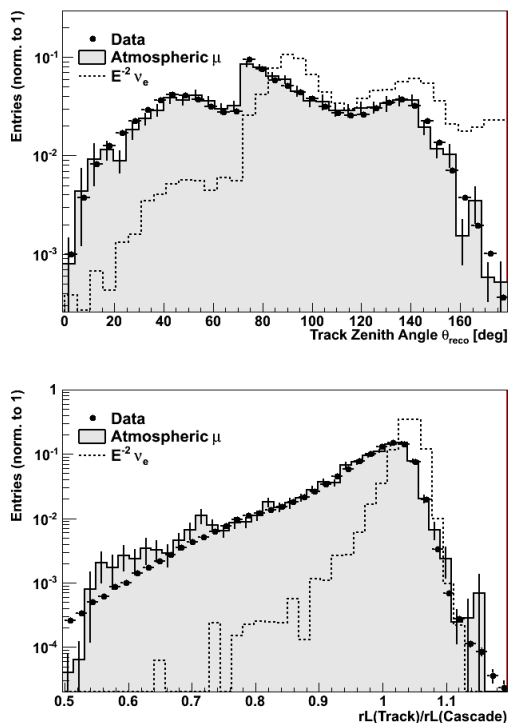 Entries (norm. to 1)
Data
Atmospheric μ
E⁻² νₑ
10⁻¹
10⁻²
10⁻³
0 20 40 60 80 100 120 140 160
Track Zenith Angle θreco [deg]
Entries (norm. to 1)
Data
Atmospheric μ
E⁻² νₑ
1
10⁻¹
10⁻²
10⁻³
10⁻⁴
0.5 0.6 0.7 0.8 0.9 1 1.1
rL(Track)/rL(Cascade)